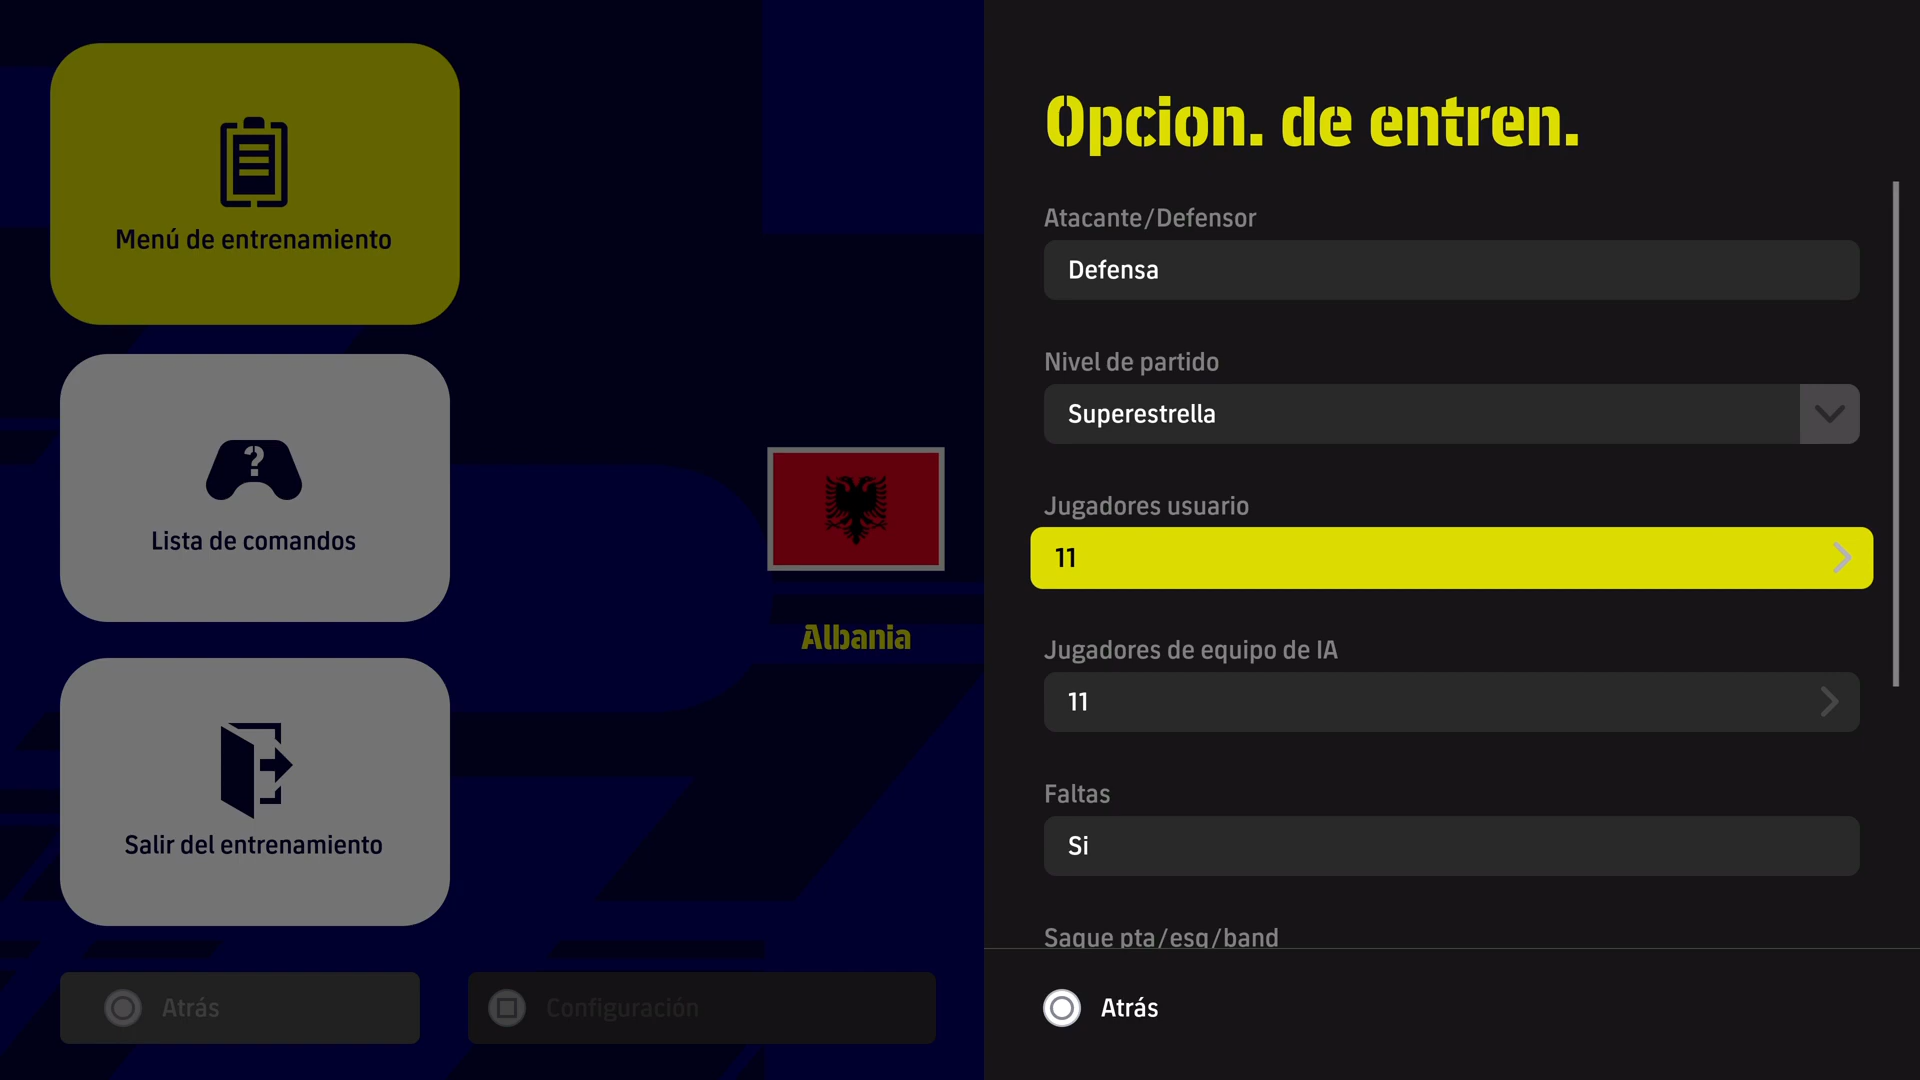 Menú de entrenamiento
Lista de comandos
Salir del entrenamiento
Albania
Atrás
Configuración
Opcion. de entren.
Atacante/Defensor
Defensa
Nivel de partido
Superestrella
Jugadores usuario
11
Jugadores de equipo de IA
11
Faltas
Si
Saque pta/esq/band
Atrás